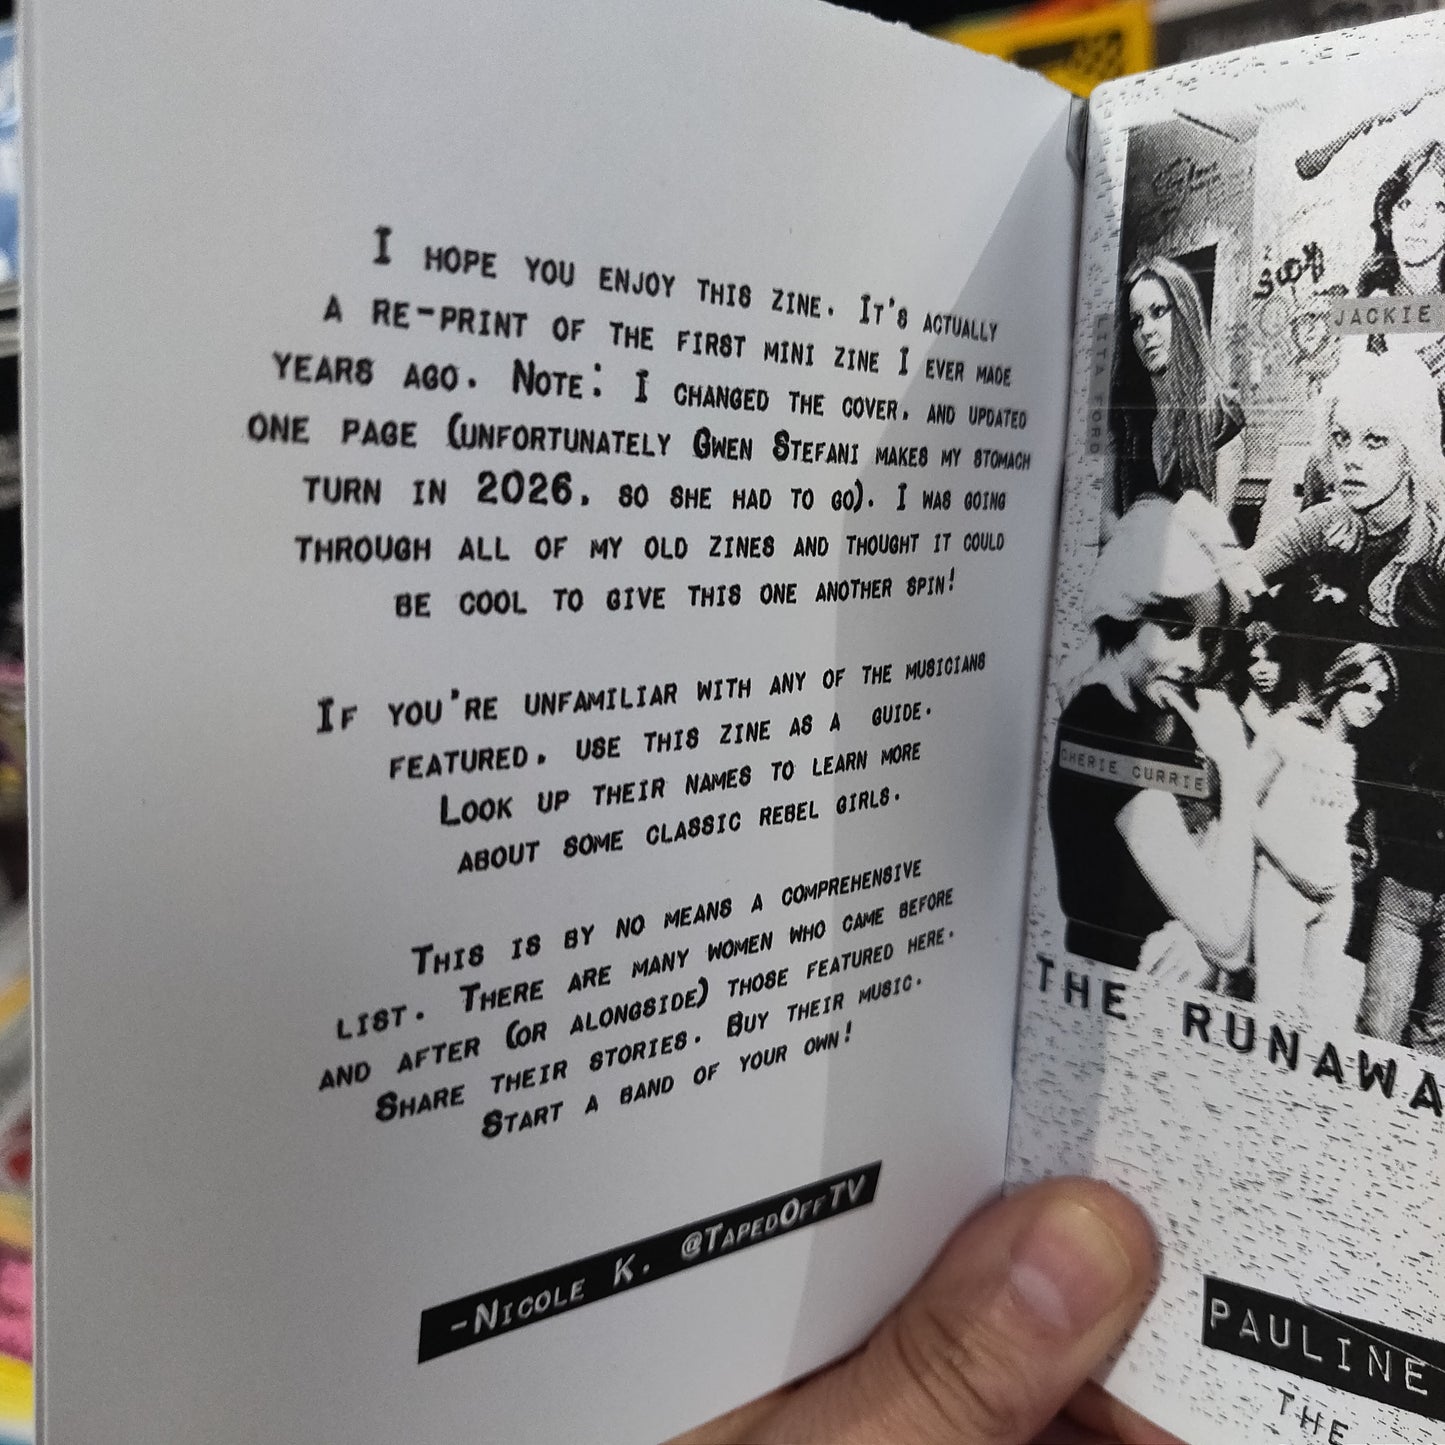 I HOPE YOU ENJOY THIS ZINE. IT'S ACTUALLY
A RE-PRINT OF THE FIRST MINI ZINE I EVER MADE
YEARS AGO. NOTE: I CHANGED THE COVER, AND UPDATED
ONE PAGE (UNFORTUNATELY GWEN STEFANI MAKES MY STOMACH
TURN IN 2026, SO SHE HAD TO GO). I WAS GOING
THROUGH ALL OF MY OLD ZINES AND THOUGHT IT COULD
BE COOL TO GIVE THIS ONE ANOTHER SPIN!
IF YOU'RE UNFAMILIAR WITH ANY OF THE MUSICIANS
FEATURED, USE THIS ZINE AS A GUIDE.
LOOK UP THEIR NAMES TO LEARN MORE
ABOUT SOME CLASSIC REBEL GIRLS.
THIS IS BY NO MEANS A COMPREHENSIVE
LIST. THERE ARE MANY WOMEN WHO CAME BEFORE
AND AFTER (OR ALONGSIDE) THOSE FEATURED HERE.
SHARE THEIR STORIES. BUY THEIR MUSIC.
START A BAND OF YOUR OWN!
-NICOLE K. @TAPEDOFFTV
JACKIE
LITA FORD
CHERIE CURRIE
THE RUNAWA
PAULINE
THE